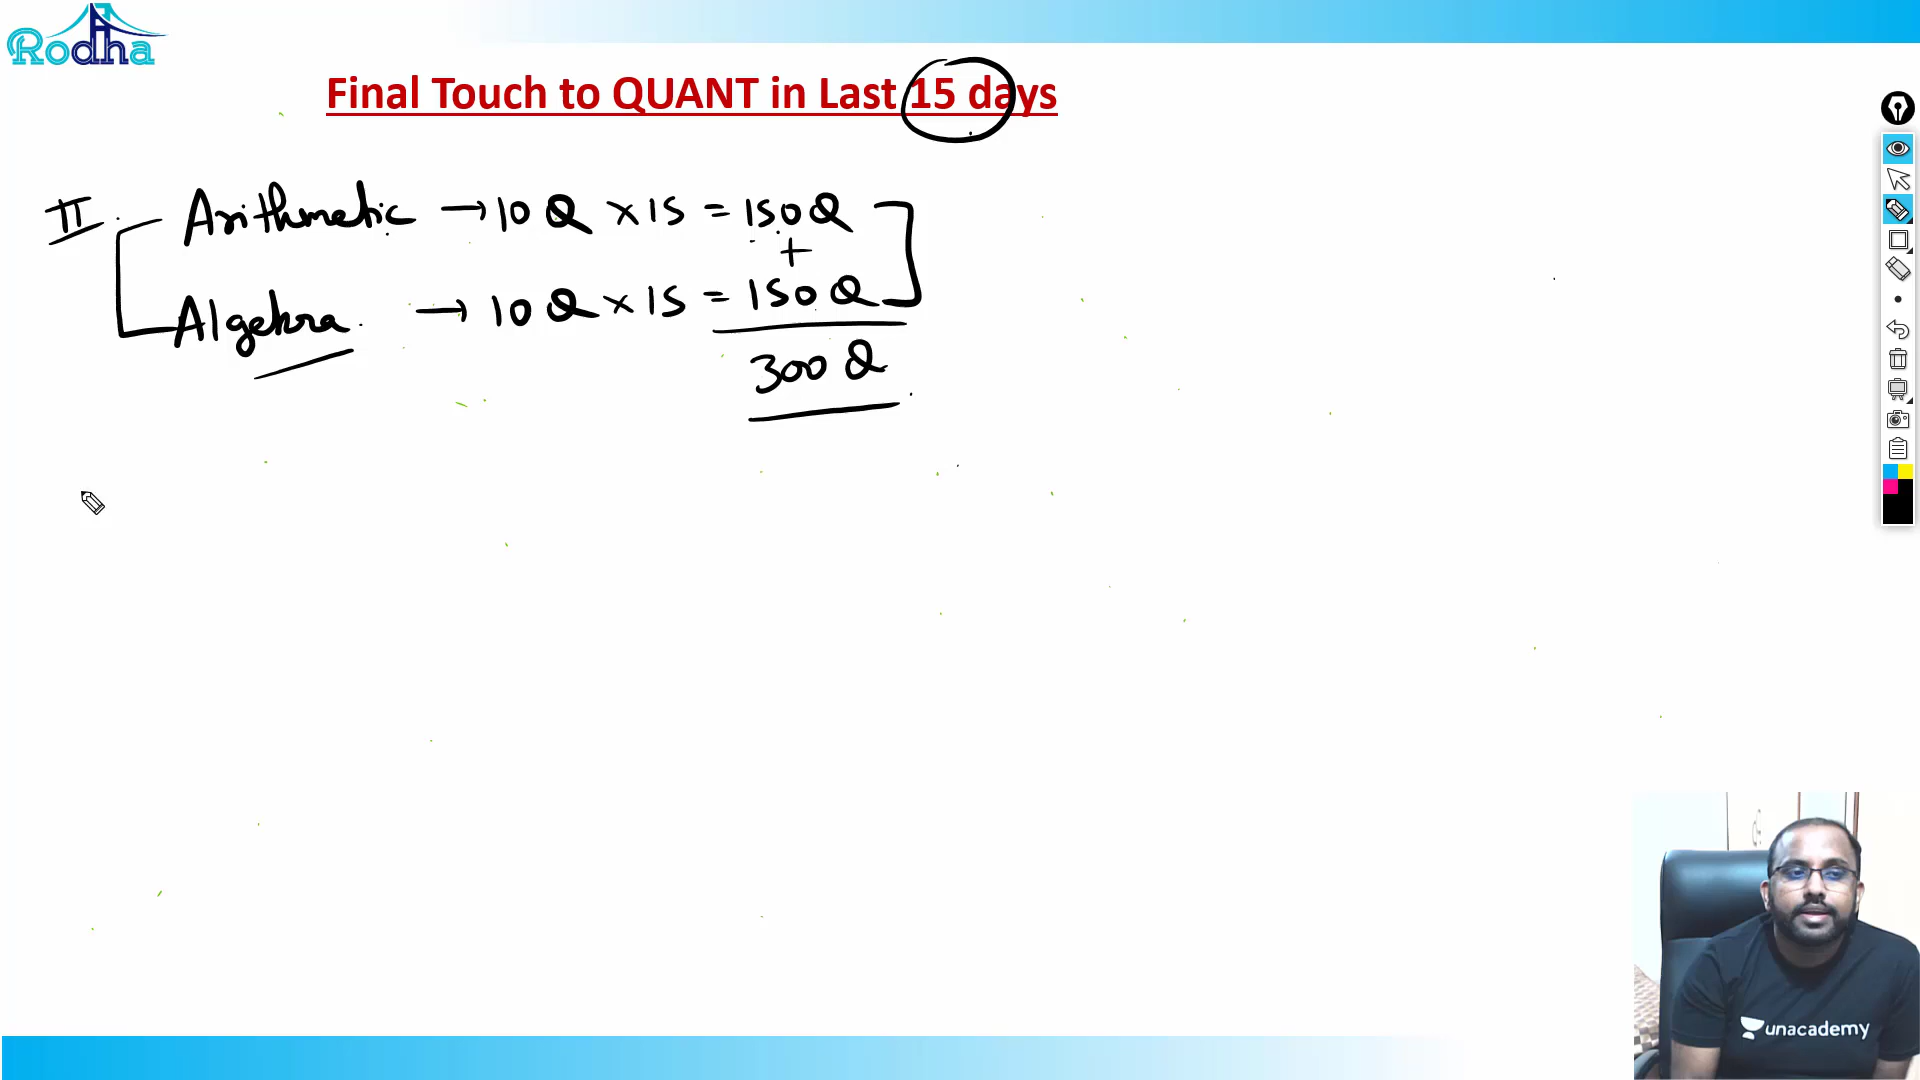 Rodha
Final Touch to QUANT in Last 15 days
II Arithmetic → 10 Q × 15 = 150 Q
+
Algebra → 10 Q × 15 = 150 Q
300 Q
unacademy